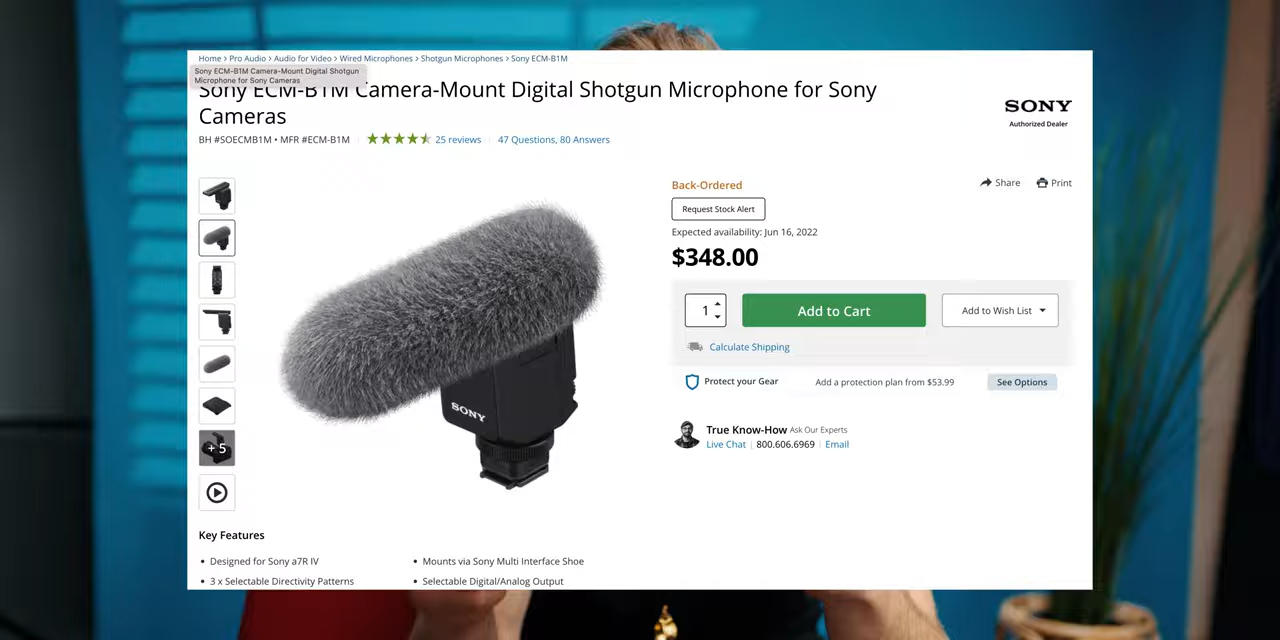 Home > Pro Audio > Audio for Video > Wired Microphones > Shotgun Microphones > Sony ECM-B1M
Sony ECM-B1M Camera-Mount Digital Shotgun
Microphone for Sony Cameras
Sony ECM-B1M Camera-Mount Digital Shotgun Microphone for Sony
Cameras
SONY
Authorized Dealer
BH #SOECMB1M • MFR #ECM-B1M
25 reviews
47 Questions, 80 Answers
Back-Ordered
Share
Print
Request Stock Alert
Expected availability: Jun 16, 2022
$348.00
1
Add to Cart
Add to Wish List
Calculate Shipping
Protect your Gear
Add a protection plan from $53.99
See Options
True Know-How Ask Our Experts
Live Chat | 800.606.6969 | Email
SONY
+ 5
Key Features
• Designed for Sony a7R IV
• Mounts via Sony Multi Interface Shoe
• 3 x Selectable Directivity Patterns
• Selectable Digital/Analog Output